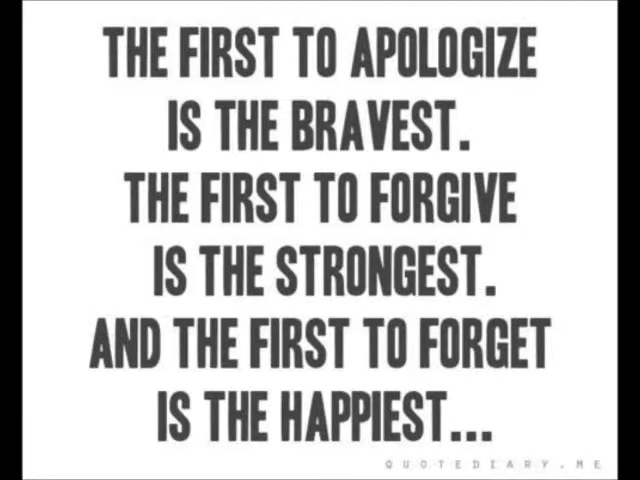 THE FIRST TO APOLOGIZE
IS THE BRAVEST.
THE FIRST TO FORGIVE
IS THE STRONGEST.
AND THE FIRST TO FORGET
IS THE HAPPIEST...
QUOTEDIARY.ME